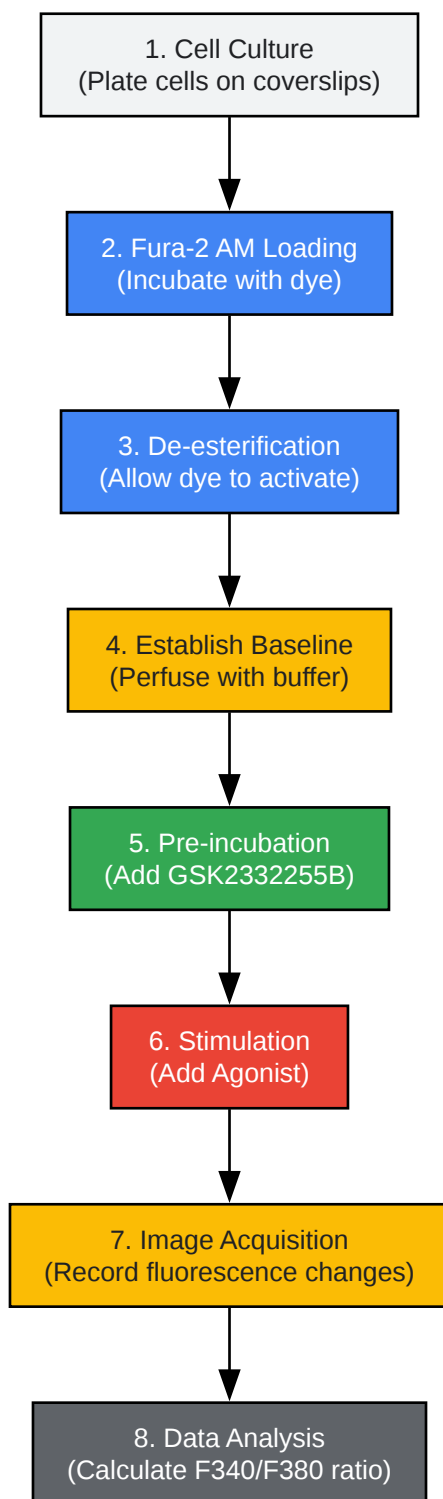 1. Cell Culture
(Plate cells on coverslips)
2. Fura-2 AM Loading
(Incubate with dye)
3. De-esterification
(Allow dye to activate)
4. Establish Baseline
(Perfuse with buffer)
5. Pre-incubation
(Add GSK2332255B)
6. Stimulation
(Add Agonist)
7. Image Acquisition
(Record fluorescence changes)
8. Data Analysis
(Calculate F340/F380 ratio)